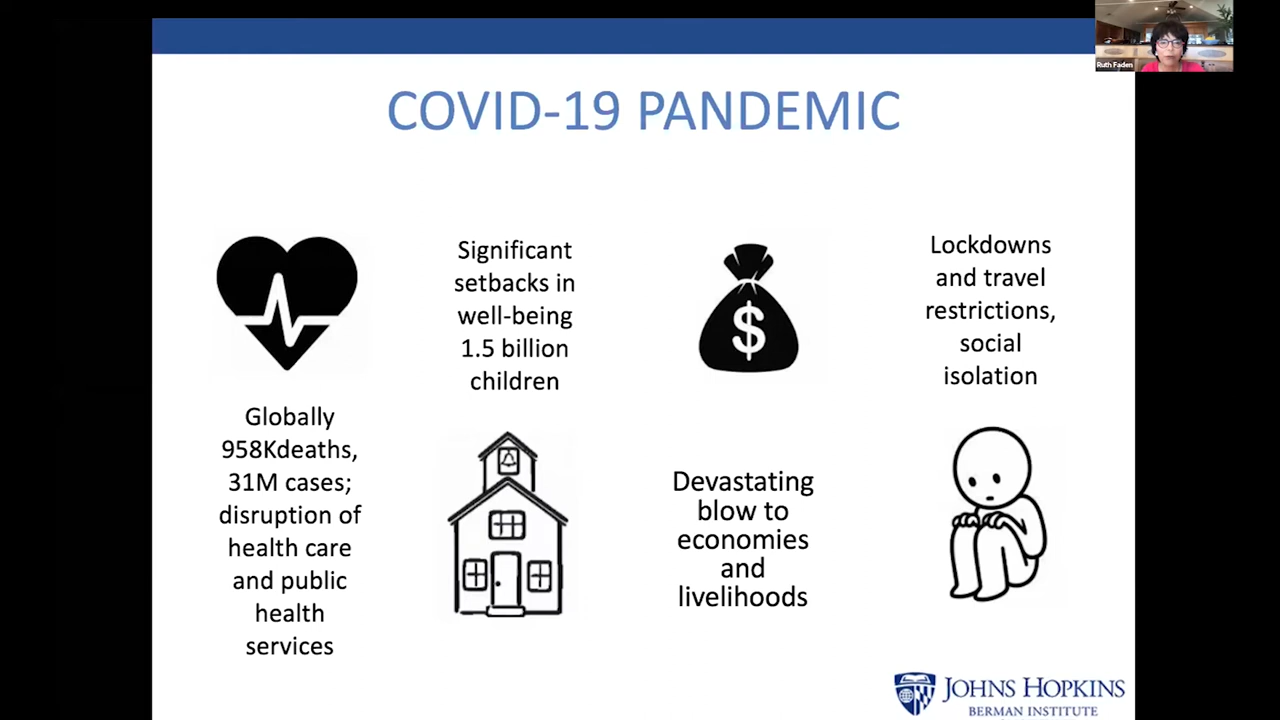 Ruth Faden
COVID-19 PANDEMIC
Globally
958Kdeaths,
31M cases;
disruption of
health care
and public
health
services
Significant
setbacks in
well-being
1.5 billion
children
$
Devastating
blow to
economies
and
livelihoods
Lockdowns
and travel
restrictions,
social
isolation
JOHNS HOPKINS
BERMAN INSTITUTE